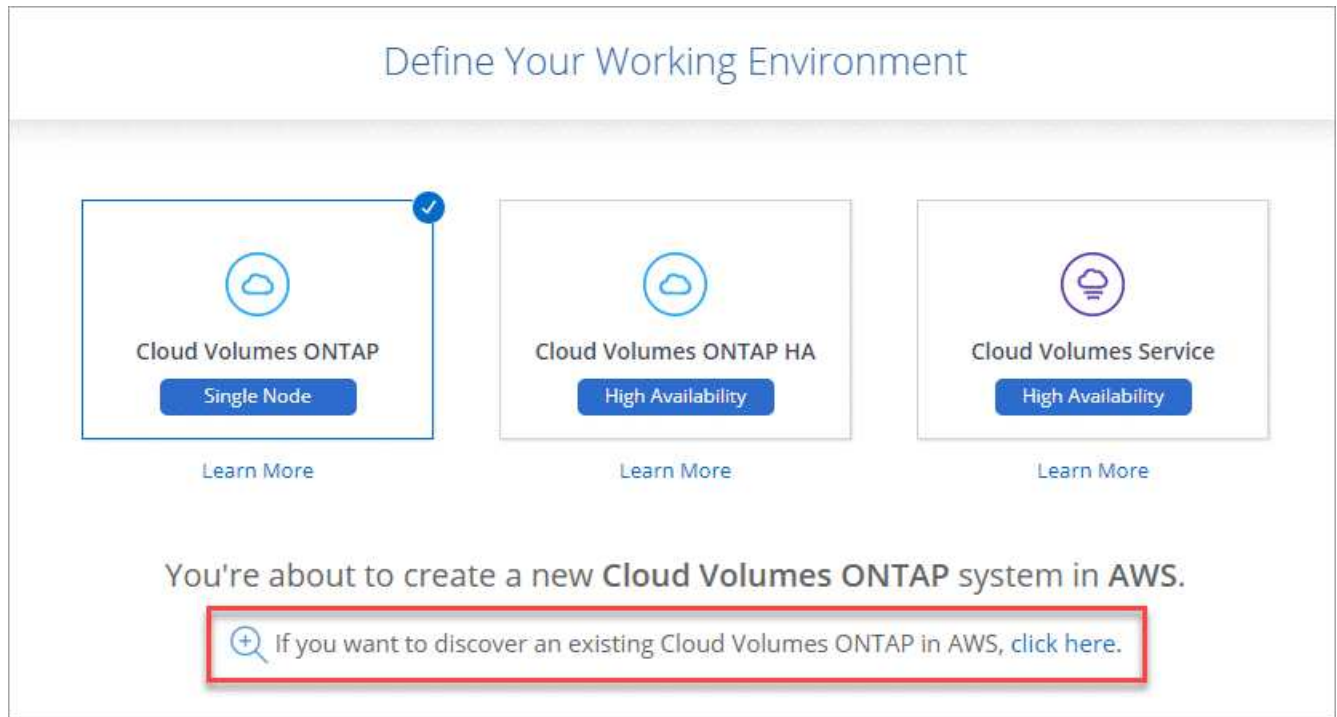 Define Your Working Environment
Cloud Volumes ONTAP
Single Node
Learn More
Cloud Volumes ONTAP HA
High Availability
Learn More
Cloud Volumes Service
High Availability
Learn More
You're about to create a new Cloud Volumes ONTAP system in AWS.
If you want to discover an existing Cloud Volumes ONTAP in AWS, click here.